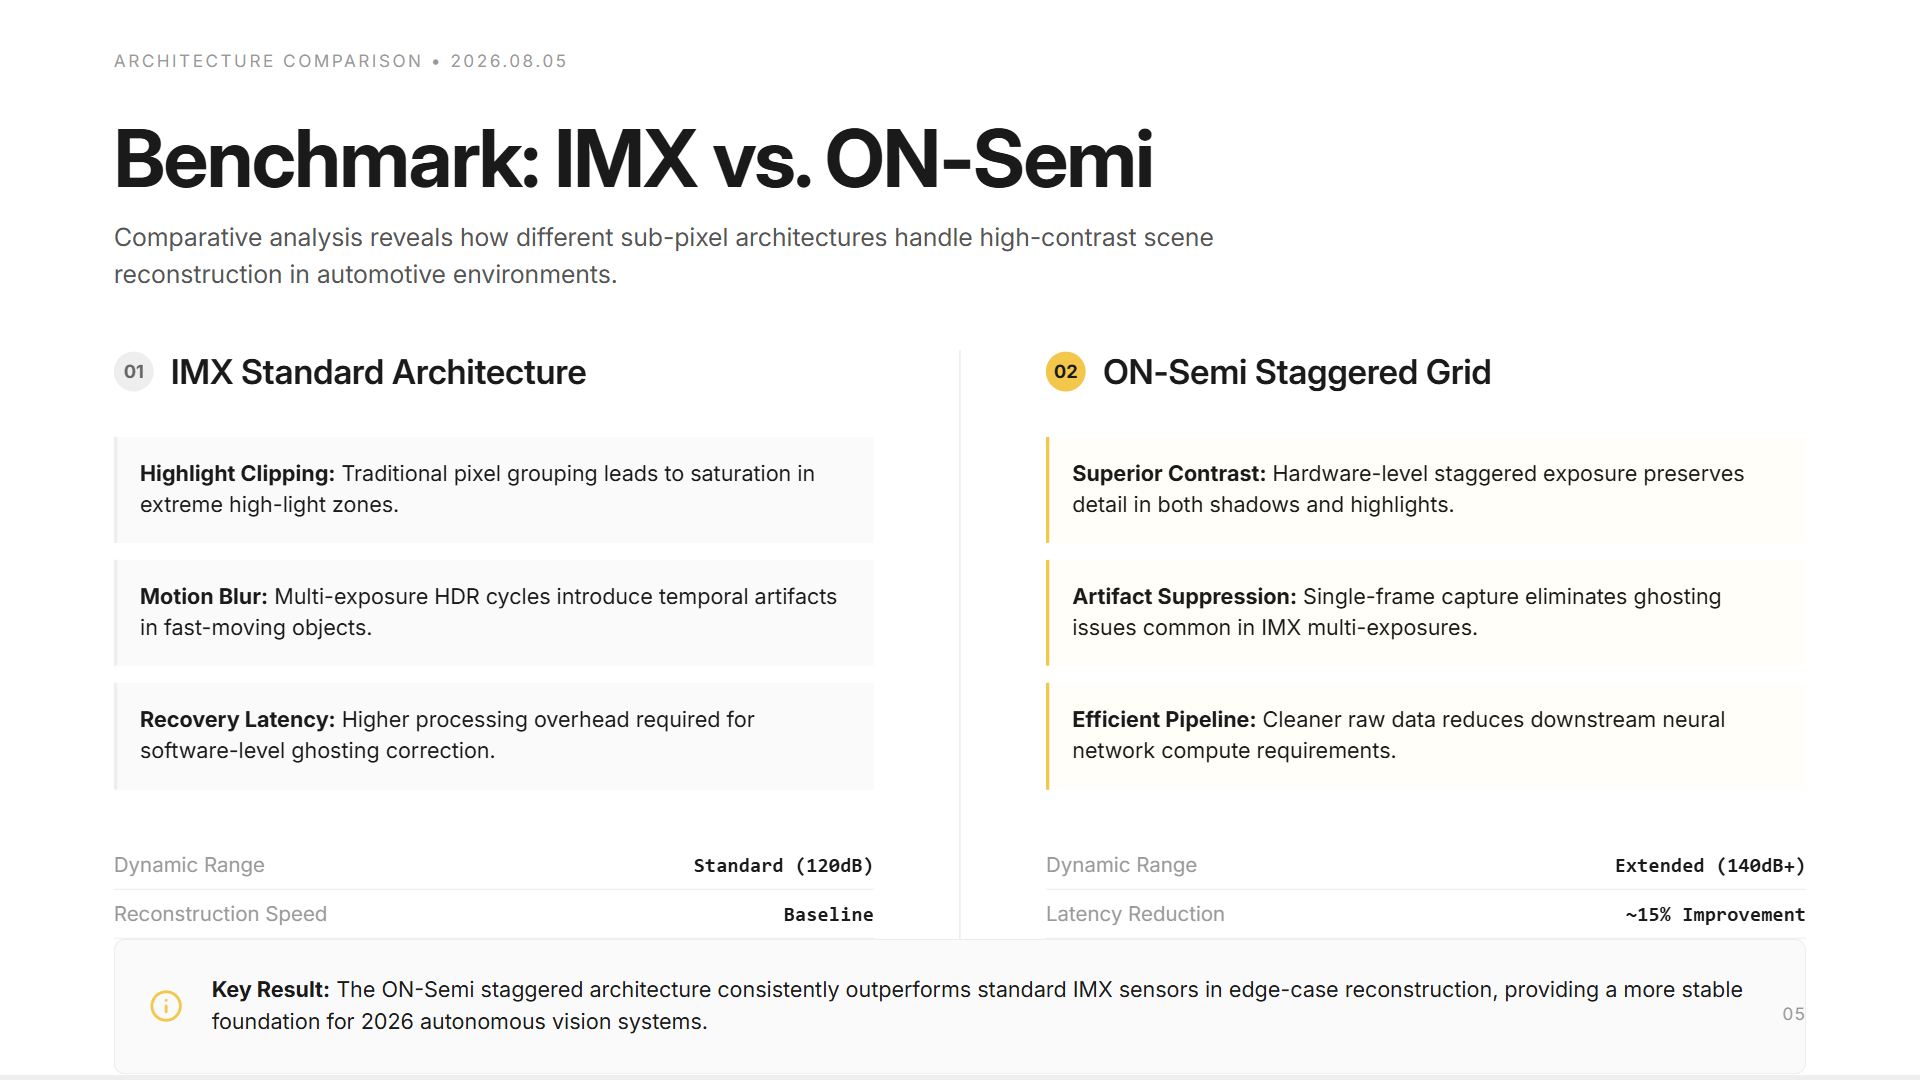 ARCHITECTURE COMPARISON • 2026.08.05
Benchmark: IMX vs. ON-Semi
Comparative analysis reveals how different sub-pixel architectures handle high-contrast scene
reconstruction in automotive environments.
01 IMX Standard Architecture
Highlight Clipping: Traditional pixel grouping leads to saturation in
extreme high-light zones.
Motion Blur: Multi-exposure HDR cycles introduce temporal artifacts
in fast-moving objects.
Recovery Latency: Higher processing overhead required for
software-level ghosting correction.
Dynamic Range Standard (120dB)
Reconstruction Speed Baseline
02 ON-Semi Staggered Grid
Superior Contrast: Hardware-level staggered exposure preserves
detail in both shadows and highlights.
Artifact Suppression: Single-frame capture eliminates ghosting
issues common in IMX multi-exposures.
Efficient Pipeline: Cleaner raw data reduces downstream neural
network compute requirements.
Dynamic Range Extended (140dB+)
Latency Reduction ~15% Improvement
Key Result: The ON-Semi staggered architecture consistently outperforms standard IMX sensors in edge-case reconstruction, providing a more stable
foundation for 2026 autonomous vision systems.
05